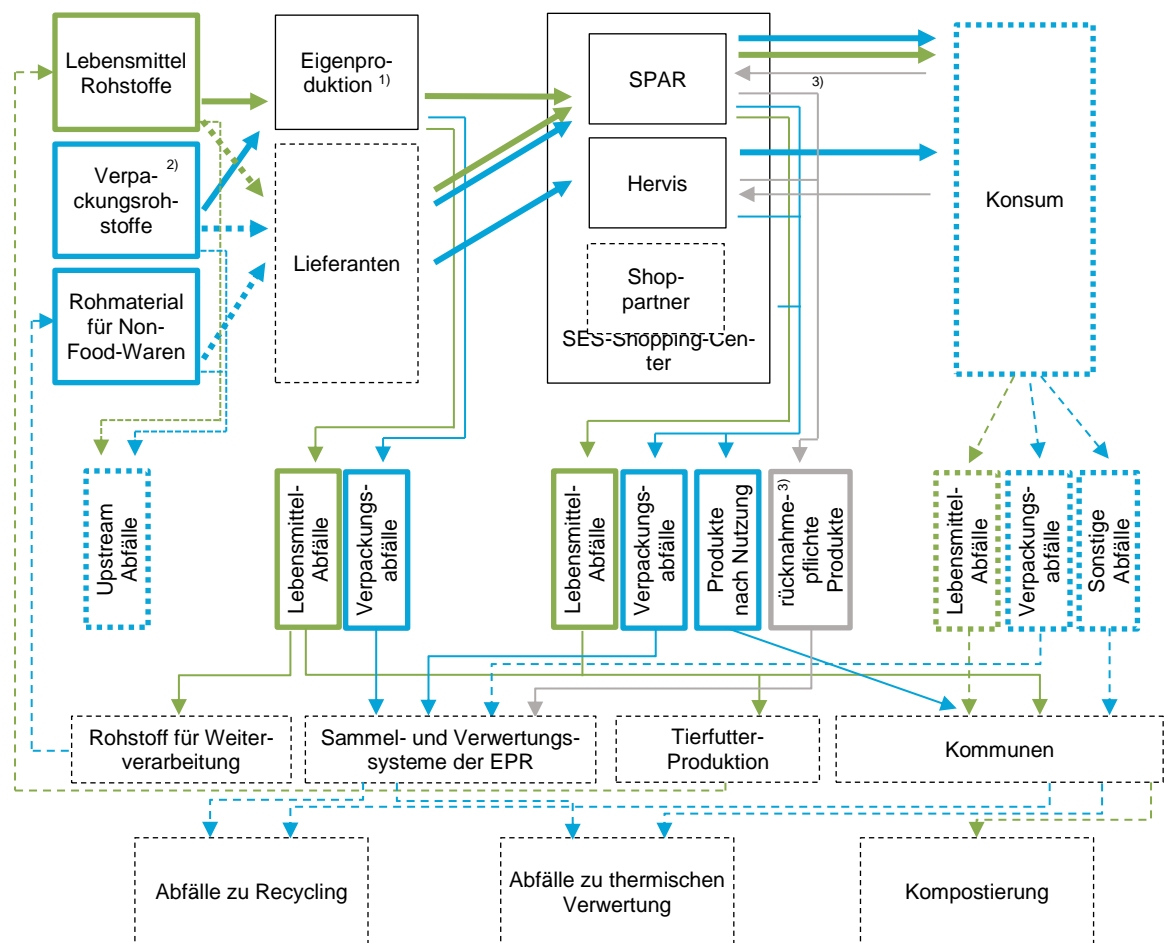 Lebensmittel
Rohstoffe
Eigenpro-
duktion 1)
SPAR
3)
Verpa- 2)
ckungsroh-
stoffe
Hervis
Konsum
Lieferanten
Rohmaterial
für Non-
Food-Waren
Shop-
partner
SES-Shopping-Cen-
ter
Upstream
Abfälle
Lebensmittel-
Abfälle
Verpackungs-
abfälle
Lebensmittel-
Abfälle
Verpackungs-
abfälle
Produkte
nach Nutzung
rücknahme- 3)
pflichte
Produkte
Lebensmittel-
Abfälle
Verpackungs-
abfälle
Sonstige
Abfälle
Rohstoff für Weiter-
verarbeitung
Sammel- und Verwertungs-
systeme der EPR
Tierfutter-
Produktion
Kommunen
Abfälle zu Recycling
Abfälle zu thermischen
Verwertung
Kompostierung